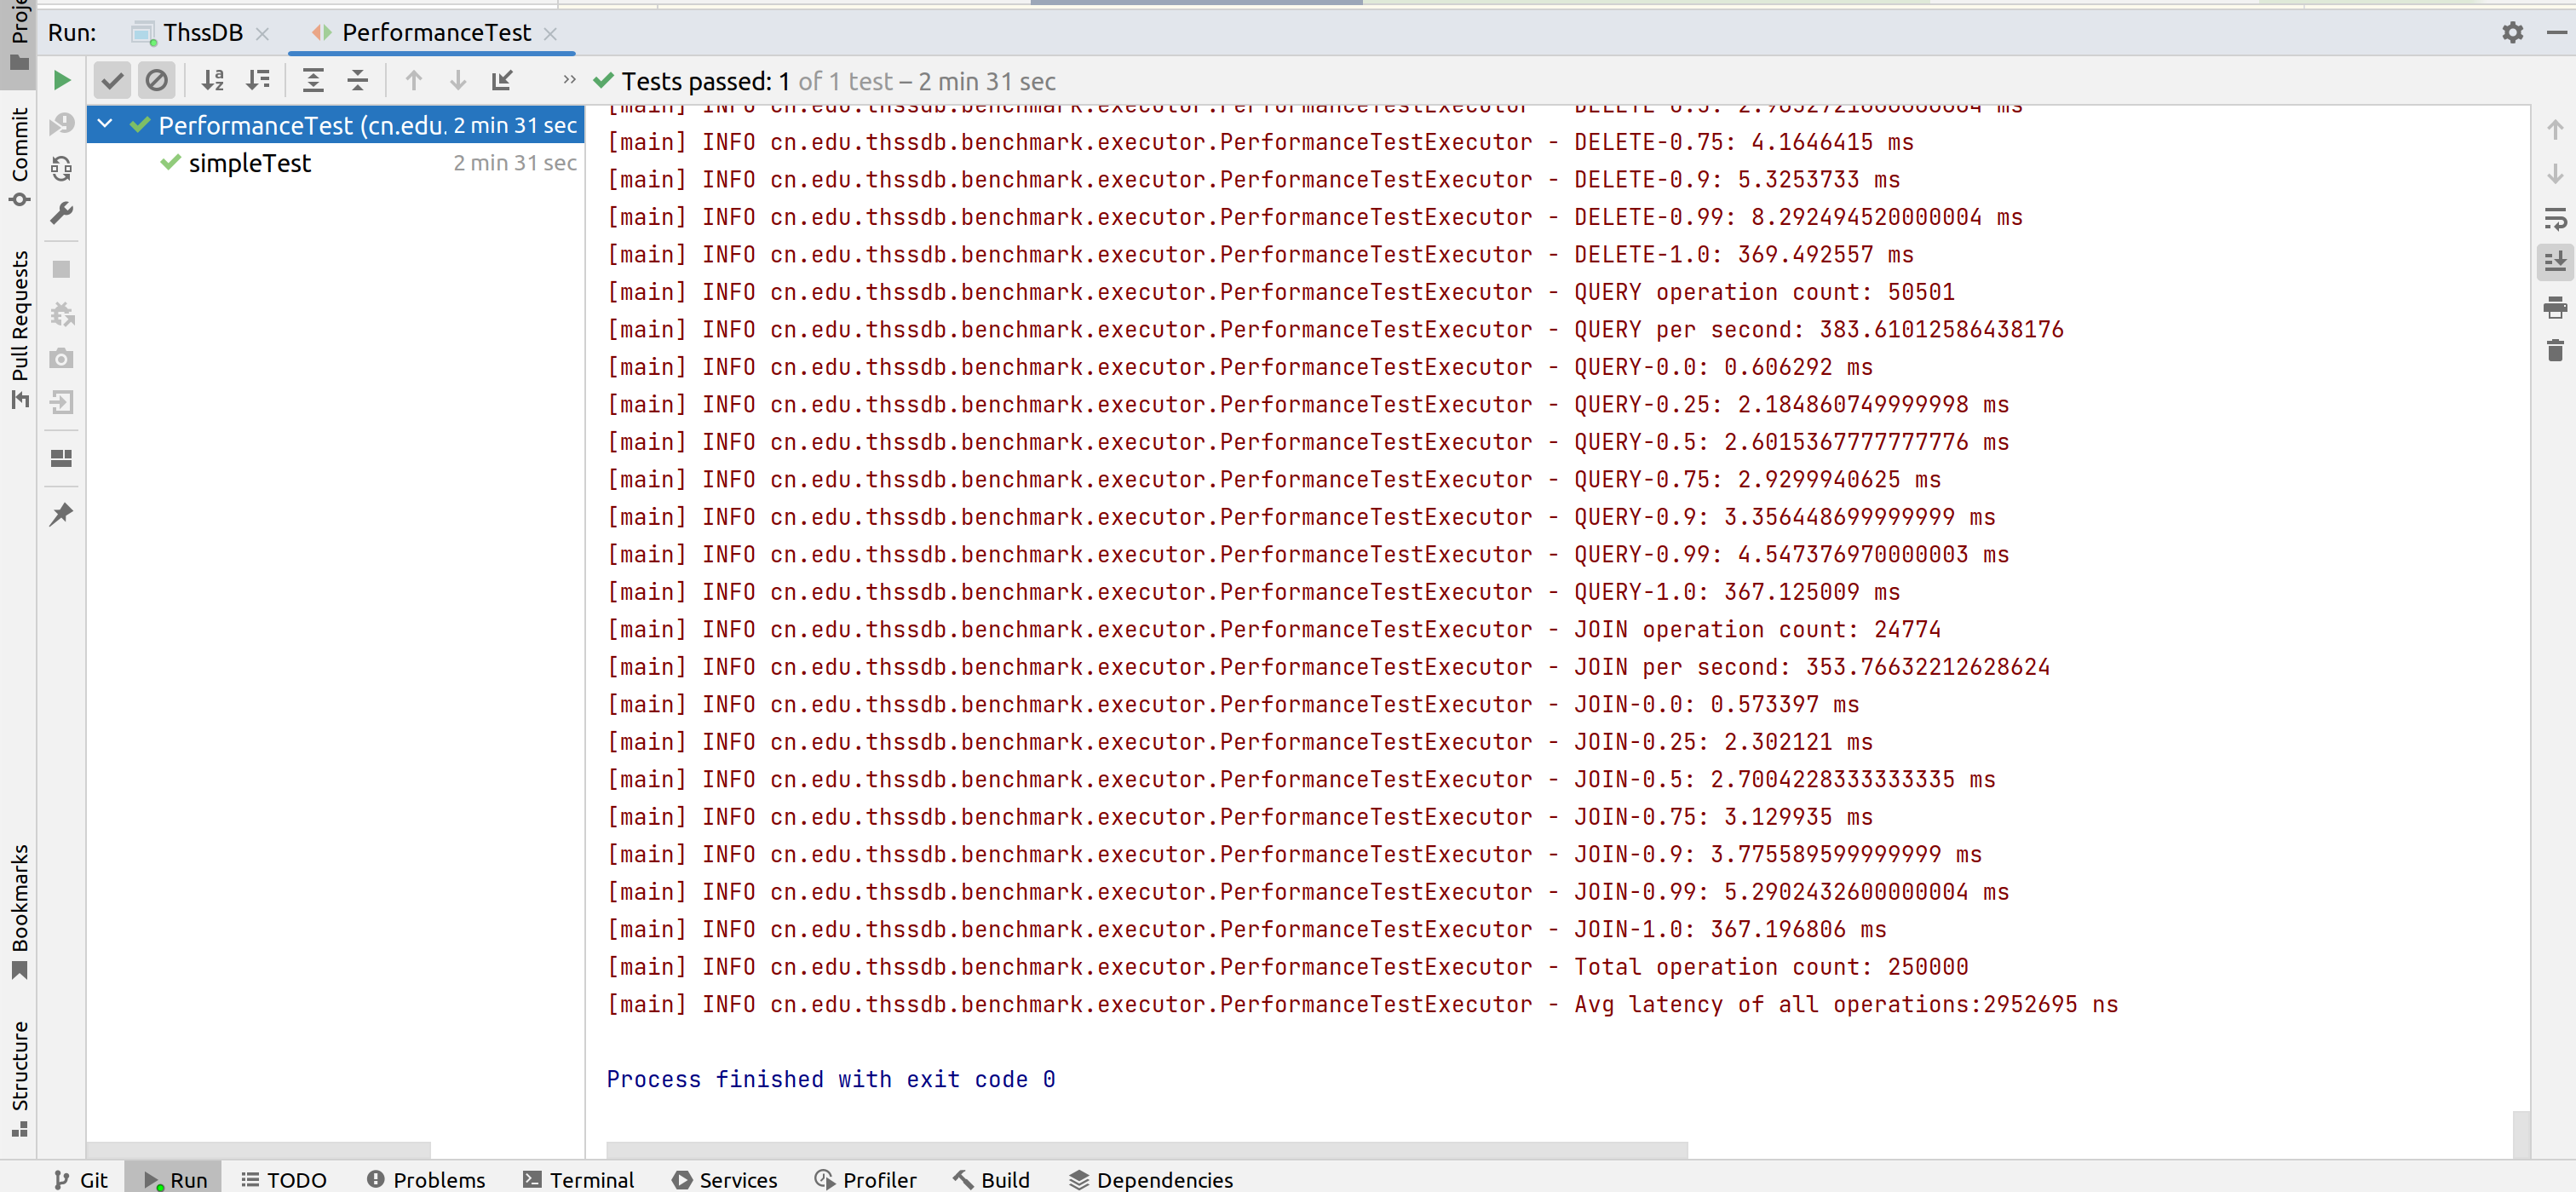 Run: ThssDB PerformanceTest
Tests passed: 1 of 1 test – 2 min 31 sec
PerformanceTest (cn.edu. 2 min 31 sec
simpleTest 2 min 31 sec
[main] INFO cn.edu.thssdb.benchmark.executor.PerformanceTestExecutor - DELETE-0.75: 4.1646415 ms
[main] INFO cn.edu.thssdb.benchmark.executor.PerformanceTestExecutor - DELETE-0.9: 5.3253733 ms
[main] INFO cn.edu.thssdb.benchmark.executor.PerformanceTestExecutor - DELETE-0.99: 8.292494520000004 ms
[main] INFO cn.edu.thssdb.benchmark.executor.PerformanceTestExecutor - DELETE-1.0: 369.492557 ms
[main] INFO cn.edu.thssdb.benchmark.executor.PerformanceTestExecutor - QUERY operation count: 50501
[main] INFO cn.edu.thssdb.benchmark.executor.PerformanceTestExecutor - QUERY per second: 383.61012586438176
[main] INFO cn.edu.thssdb.benchmark.executor.PerformanceTestExecutor - QUERY-0.0: 0.606292 ms
[main] INFO cn.edu.thssdb.benchmark.executor.PerformanceTestExecutor - QUERY-0.25: 2.184860749999998 ms
[main] INFO cn.edu.thssdb.benchmark.executor.PerformanceTestExecutor - QUERY-0.5: 2.6015367777777776 ms
[main] INFO cn.edu.thssdb.benchmark.executor.PerformanceTestExecutor - QUERY-0.75: 2.9299940625 ms
[main] INFO cn.edu.thssdb.benchmark.executor.PerformanceTestExecutor - QUERY-0.9: 3.356448699999999 ms
[main] INFO cn.edu.thssdb.benchmark.executor.PerformanceTestExecutor - QUERY-0.99: 4.547376970000003 ms
[main] INFO cn.edu.thssdb.benchmark.executor.PerformanceTestExecutor - QUERY-1.0: 367.125009 ms
[main] INFO cn.edu.thssdb.benchmark.executor.PerformanceTestExecutor - JOIN operation count: 24774
[main] INFO cn.edu.thssdb.benchmark.executor.PerformanceTestExecutor - JOIN per second: 353.76632212628624
[main] INFO cn.edu.thssdb.benchmark.executor.PerformanceTestExecutor - JOIN-0.0: 0.573397 ms
[main] INFO cn.edu.thssdb.benchmark.executor.PerformanceTestExecutor - JOIN-0.25: 2.302121 ms
[main] INFO cn.edu.thssdb.benchmark.executor.PerformanceTestExecutor - JOIN-0.5: 2.7004228333333335 ms
[main] INFO cn.edu.thssdb.benchmark.executor.PerformanceTestExecutor - JOIN-0.75: 3.129935 ms
[main] INFO cn.edu.thssdb.benchmark.executor.PerformanceTestExecutor - JOIN-0.9: 3.775589599999999 ms
[main] INFO cn.edu.thssdb.benchmark.executor.PerformanceTestExecutor - JOIN-0.99: 5.2902432600000004 ms
[main] INFO cn.edu.thssdb.benchmark.executor.PerformanceTestExecutor - JOIN-1.0: 367.196806 ms
[main] INFO cn.edu.thssdb.benchmark.executor.PerformanceTestExecutor - Total operation count: 250000
[main] INFO cn.edu.thssdb.benchmark.executor.PerformanceTestExecutor - Avg latency of all operations:2952695 ns
Process finished with exit code 0
Commit
Pull Requests
Bookmarks
Structure
Git Run TODO Problems Terminal Services Profiler Build Dependencies